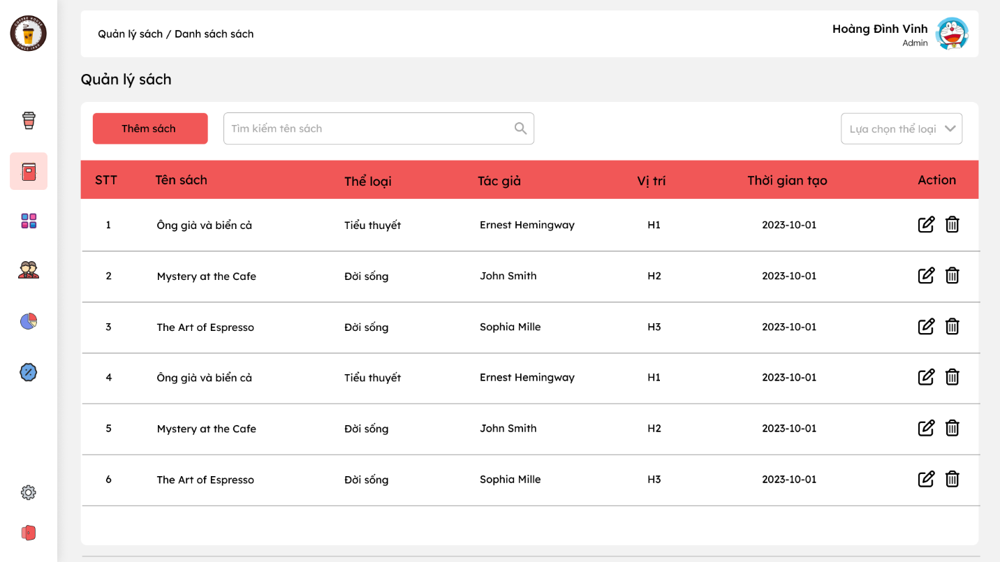 COFFEE HOUSE
SINCE 1950
Quản lý sách / Danh sách sách
Hoàng Đình Vinh
Admin
Quản lý sách
Thêm sách
Tìm kiếm tên sách
Lựa chọn thể loại
STT Tên sách Thể loại Tác giả Vị trí Thời gian tạo Action
1 Ông già và biển cả Tiểu thuyết Ernest Hemingway H1 2023-10-01
2 Mystery at the Cafe Đời sống John Smith H2 2023-10-01
3 The Art of Espresso Đời sống Sophia Mille H3 2023-10-01
4 Ông già và biển cả Tiểu thuyết Ernest Hemingway H1 2023-10-01
5 Mystery at the Cafe Đời sống John Smith H2 2023-10-01
6 The Art of Espresso Đời sống Sophia Mille H3 2023-10-01